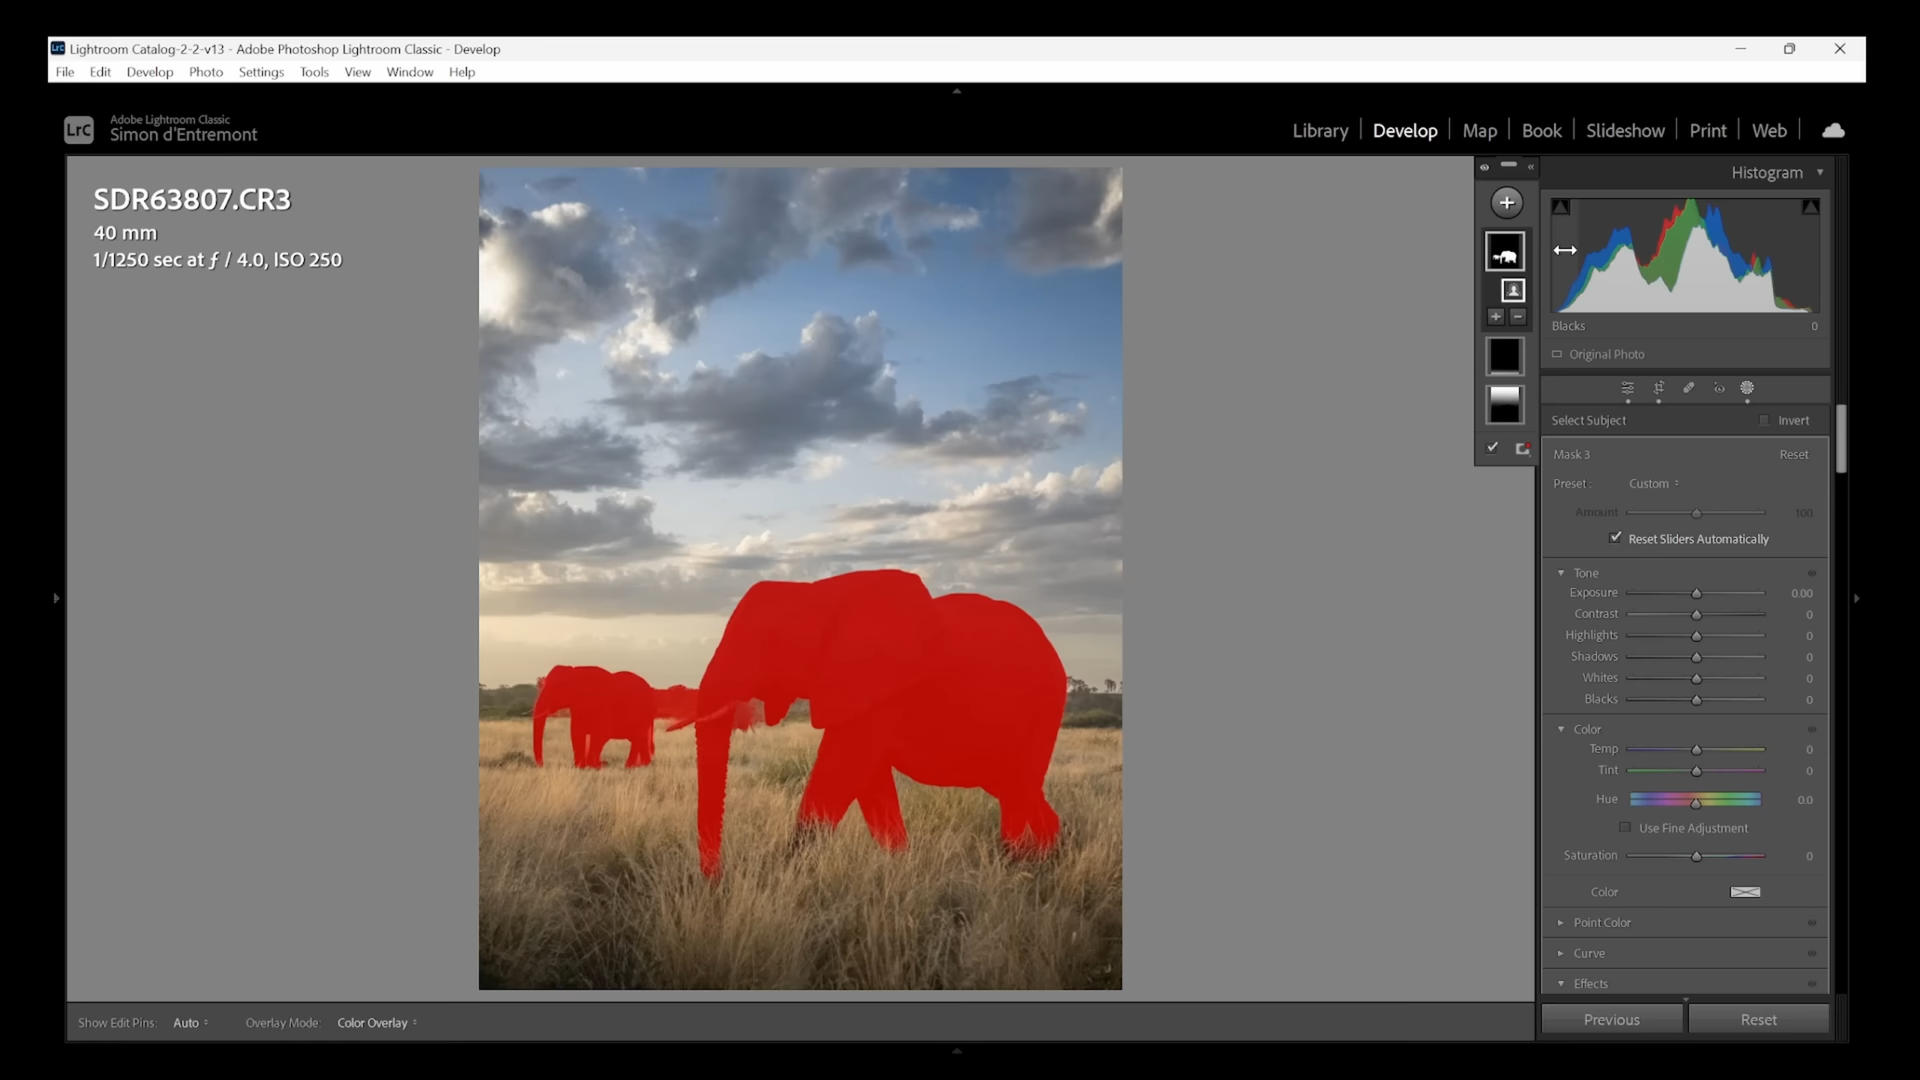 Lrc Lightroom Catalog-2-2-v13 - Adobe Photoshop Lightroom Classic - Develop
File Edit Develop Photo Settings Tools View Window Help
LrC
Adobe Lightroom Classic
Simon d'Entremont
Library Develop Map Book Slideshow Print Web
SDR63807.CR3
40 mm
1/1250 sec at ƒ / 4.0, ISO 250
Histogram
Blacks 0
Original Photo
Select Subject Invert
Mask 3 Reset
Preset : Custom
Amount 100
Reset Sliders Automatically
Tone
Exposure 0.00
Contrast 0
Highlights 0
Shadows 0
Whites 0
Blacks 0
Color
Temp 0
Tint 0
Hue 0.0
Use Fine Adjustment
Saturation 0
Color
Point Color
Curve
Effects
Previous Reset
Show Edit Pins: Auto Overlay Mode: Color Overlay